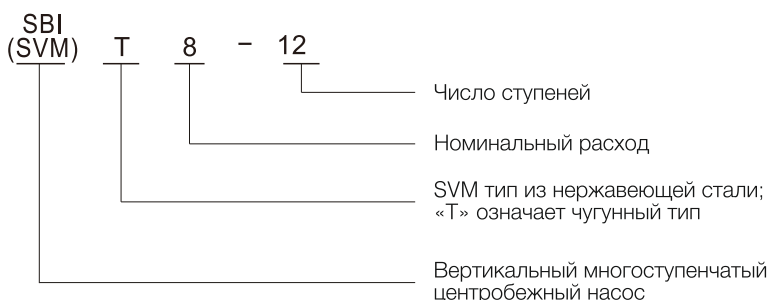 SBI
(SVM) T 8 - 12
Число ступеней
Номинальный расход
SVM тип из нержавеющей стали;
«Т» означает чугунный тип
Вертикальный многоступенчатый
центробежный насос